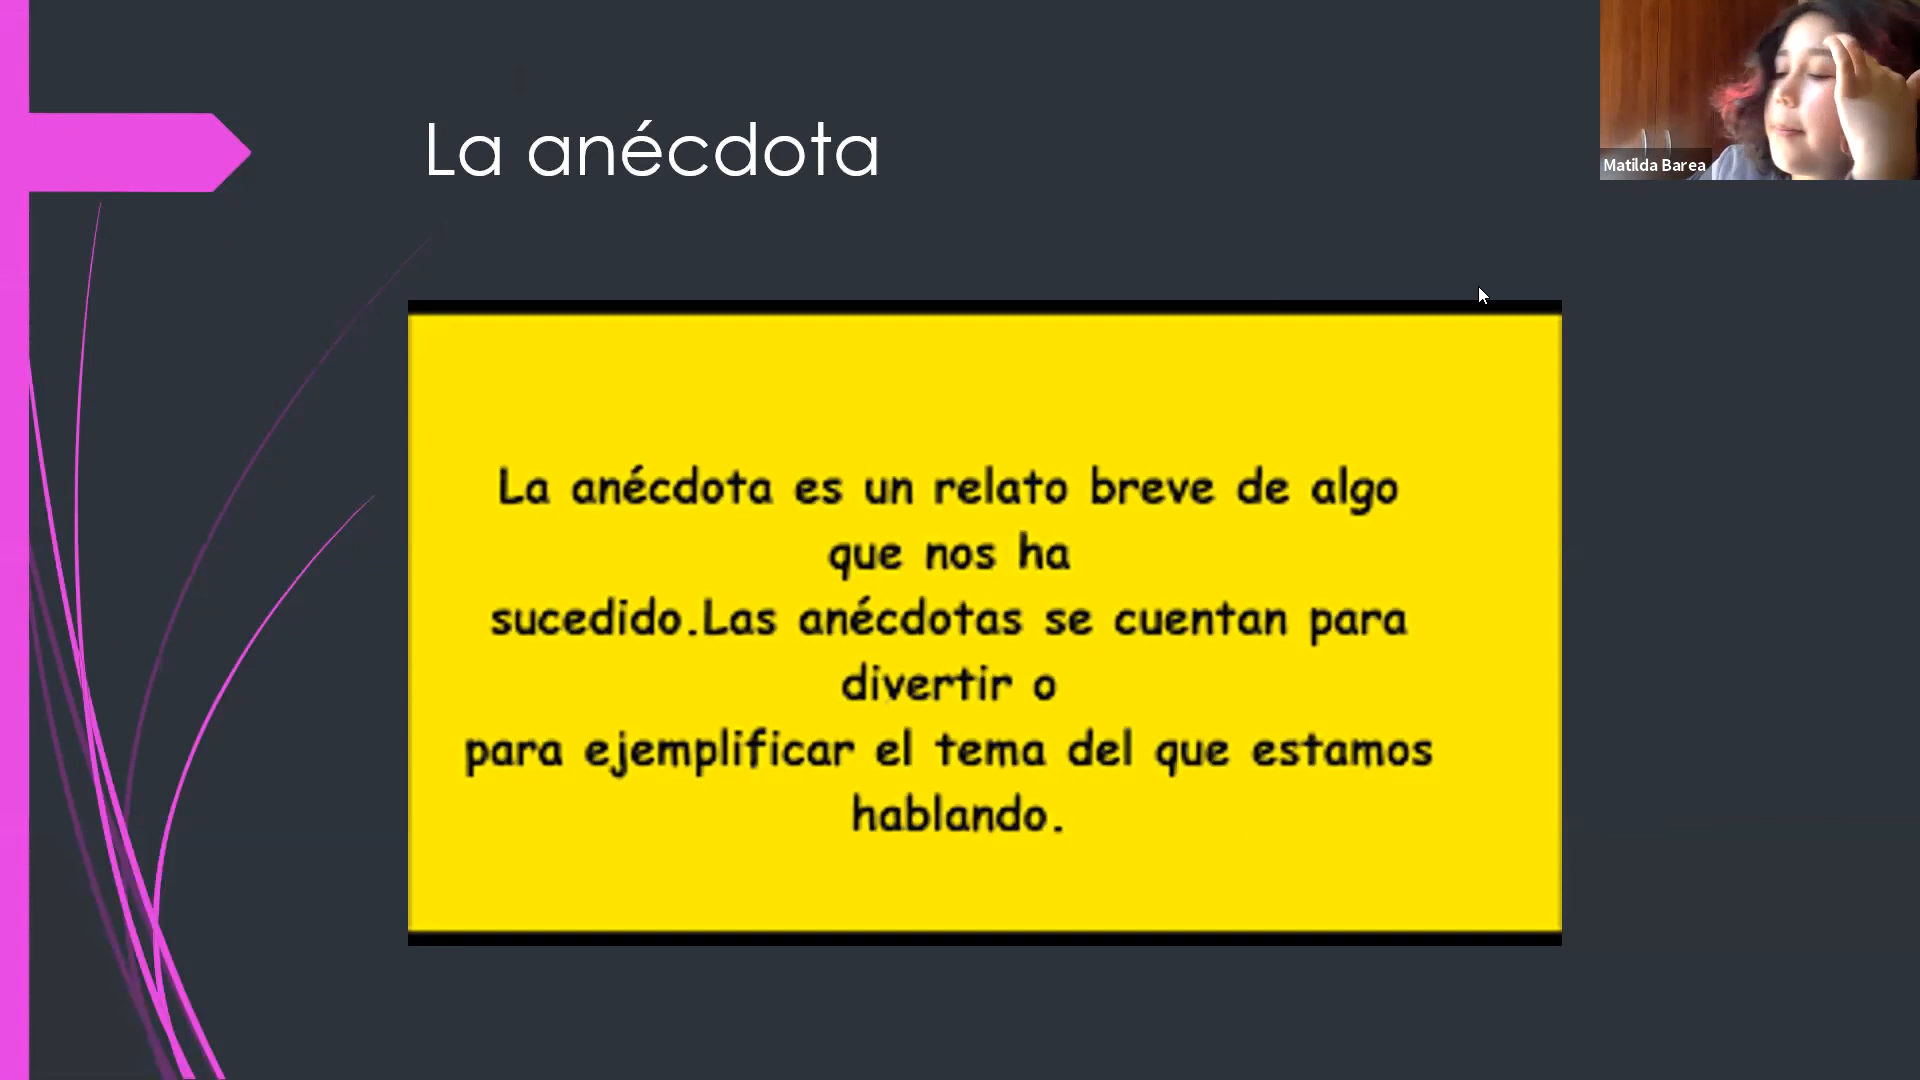 La anécdota
Matilda Barea
La anécdota es un relato breve de algo
que nos ha
sucedido.Las anécdotas se cuentan para
divertir o
para ejemplificar el tema del que estamos
hablando.